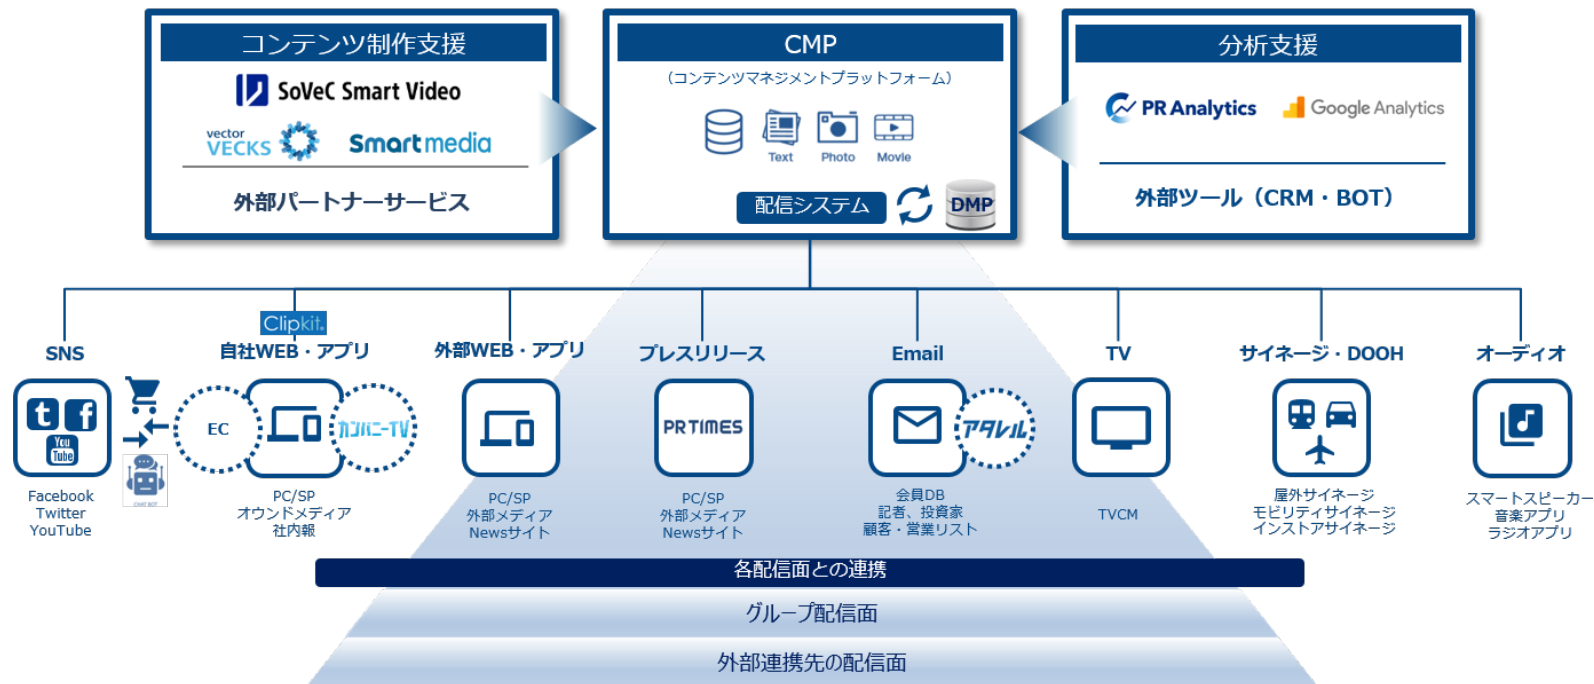 コンテンツ制作支援
SoVeC Smart Video
vector
VECKS
Smartmedia
外部パートナーサービス
CMP
（コンテンツマネジメントプラットフォーム）
Text
Photo
Movie
配信システム
DMP
分析支援
PR Analytics
Google Analytics
外部ツール（CRM・BOT）
SNS
You
Tube
Facebook
Twitter
YouTube
CHAT BOT
Clipkit.
自社WEB・アプリ
EC
カンパニーTV
PC/SP
オウンドメディア
社内報
外部WEB・アプリ
PC/SP
外部メディア
Newsサイト
プレスリリース
PR TIMES
PC/SP
外部メディア
Newsサイト
Email
アタレル
会員DB
記者、投資家
顧客・営業リスト
TV
TVCM
サイネージ・DOOH
屋外サイネージ
モビリティサイネージ
インストアサイネージ
オーディオ
スマートスピーカー
音楽アプリ
ラジオアプリ
各配信面との連携
グループ配信面
外部連携先の配信面